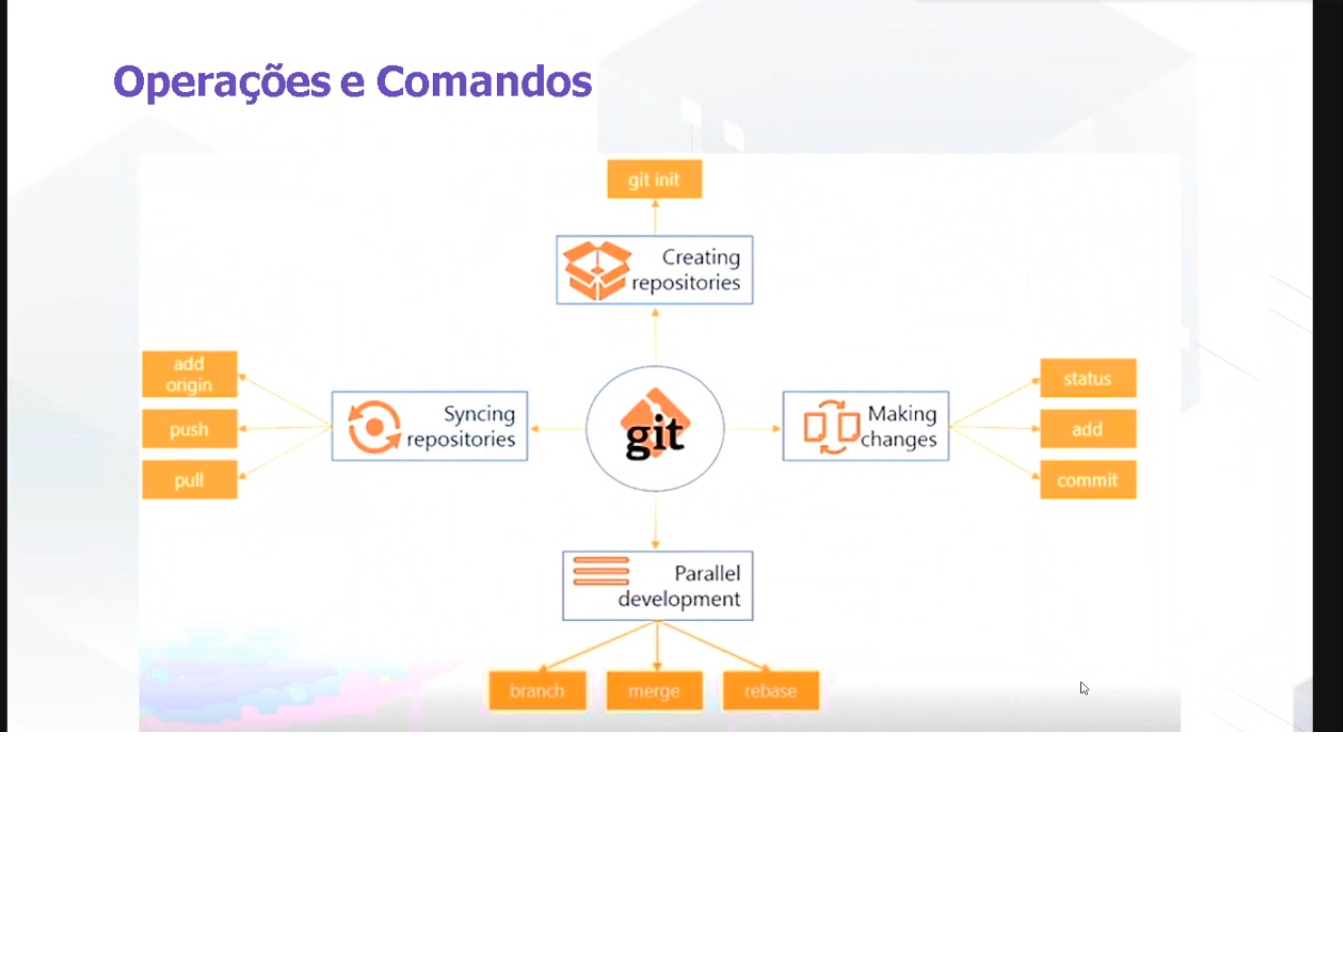 Operações e Comandos
git init
Creating
repositories
add
origin
push
pull
Syncing
repositories
git
Making
changes
status
add
commit
Parallel
development
branch
merge
rebase